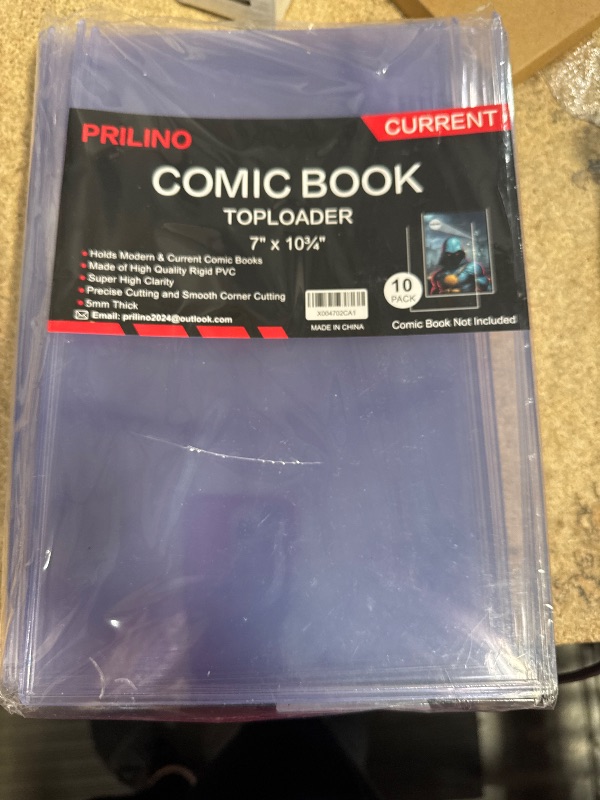 CURRENT
PRILINO
COMIC BOOK
TOPLOADER
7" x 10¾"
• Holds Modern & Current Comic Books
• Made of High Quality Rigid PVC
• Super High Clarity
• Precise Cutting and Smooth Corner Cutting
• 5mm Thick
Email: prilino2024@outlook.com
X004702CA3
MADE IN CHINA
10
PACK
Comic Book Not Included